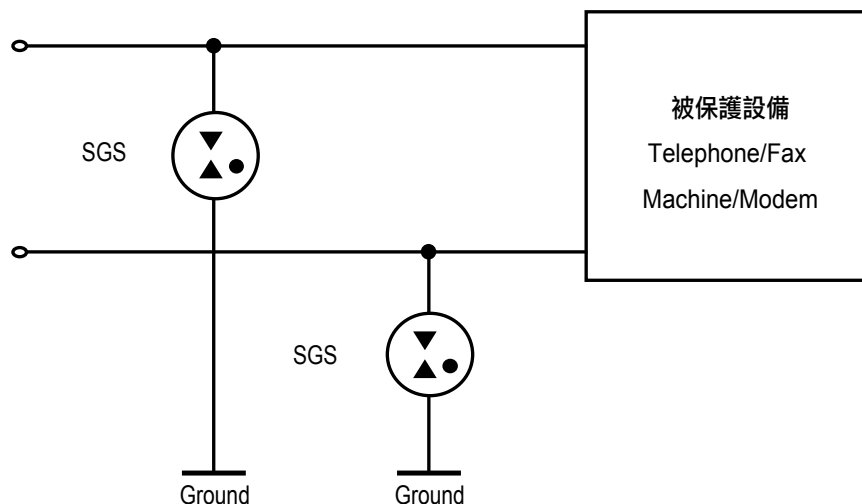 被保護設備
SGS
Telephone/Fax
Machine/Modem
SGS
Ground
Ground